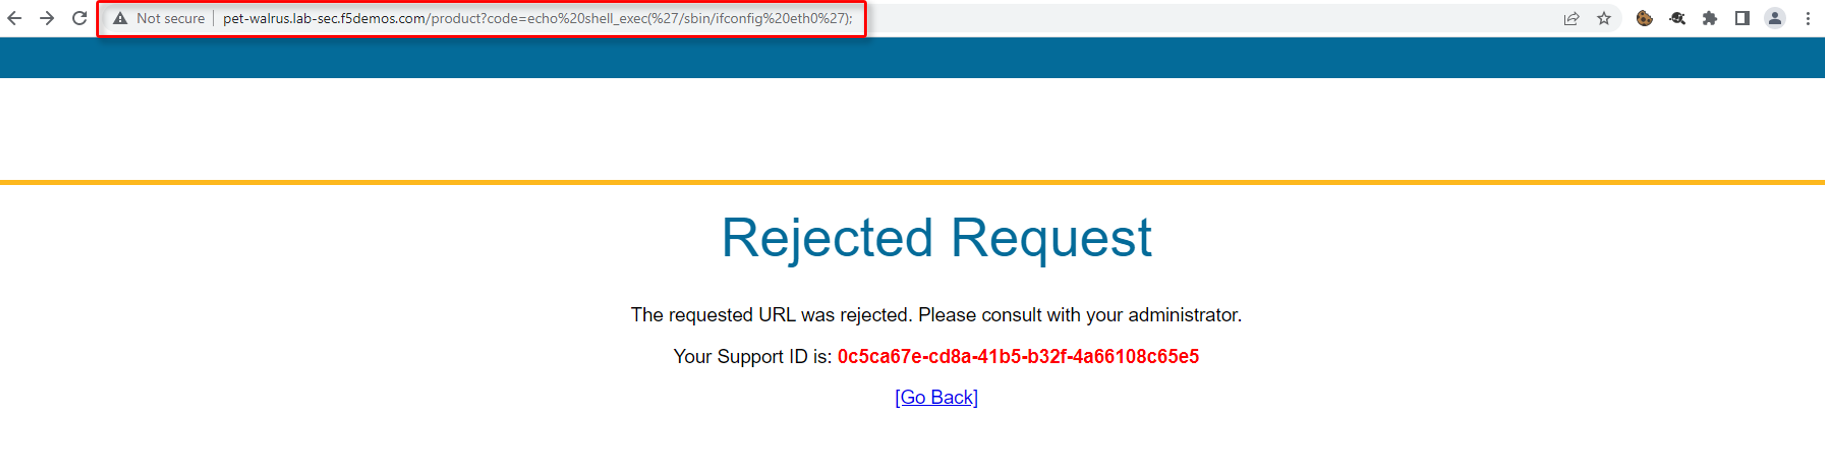 Not secure | pet-walrus.lab-sec.f5demos.com/product?code=echo%20shell_exec(%27/sbin/ifconfig%20eth0%27);
Rejected Request
The requested URL was rejected. Please consult with your administrator.
Your Support ID is: 0c5ca67e-cd8a-41b5-b32f-4a66108c65e5
[Go Back]